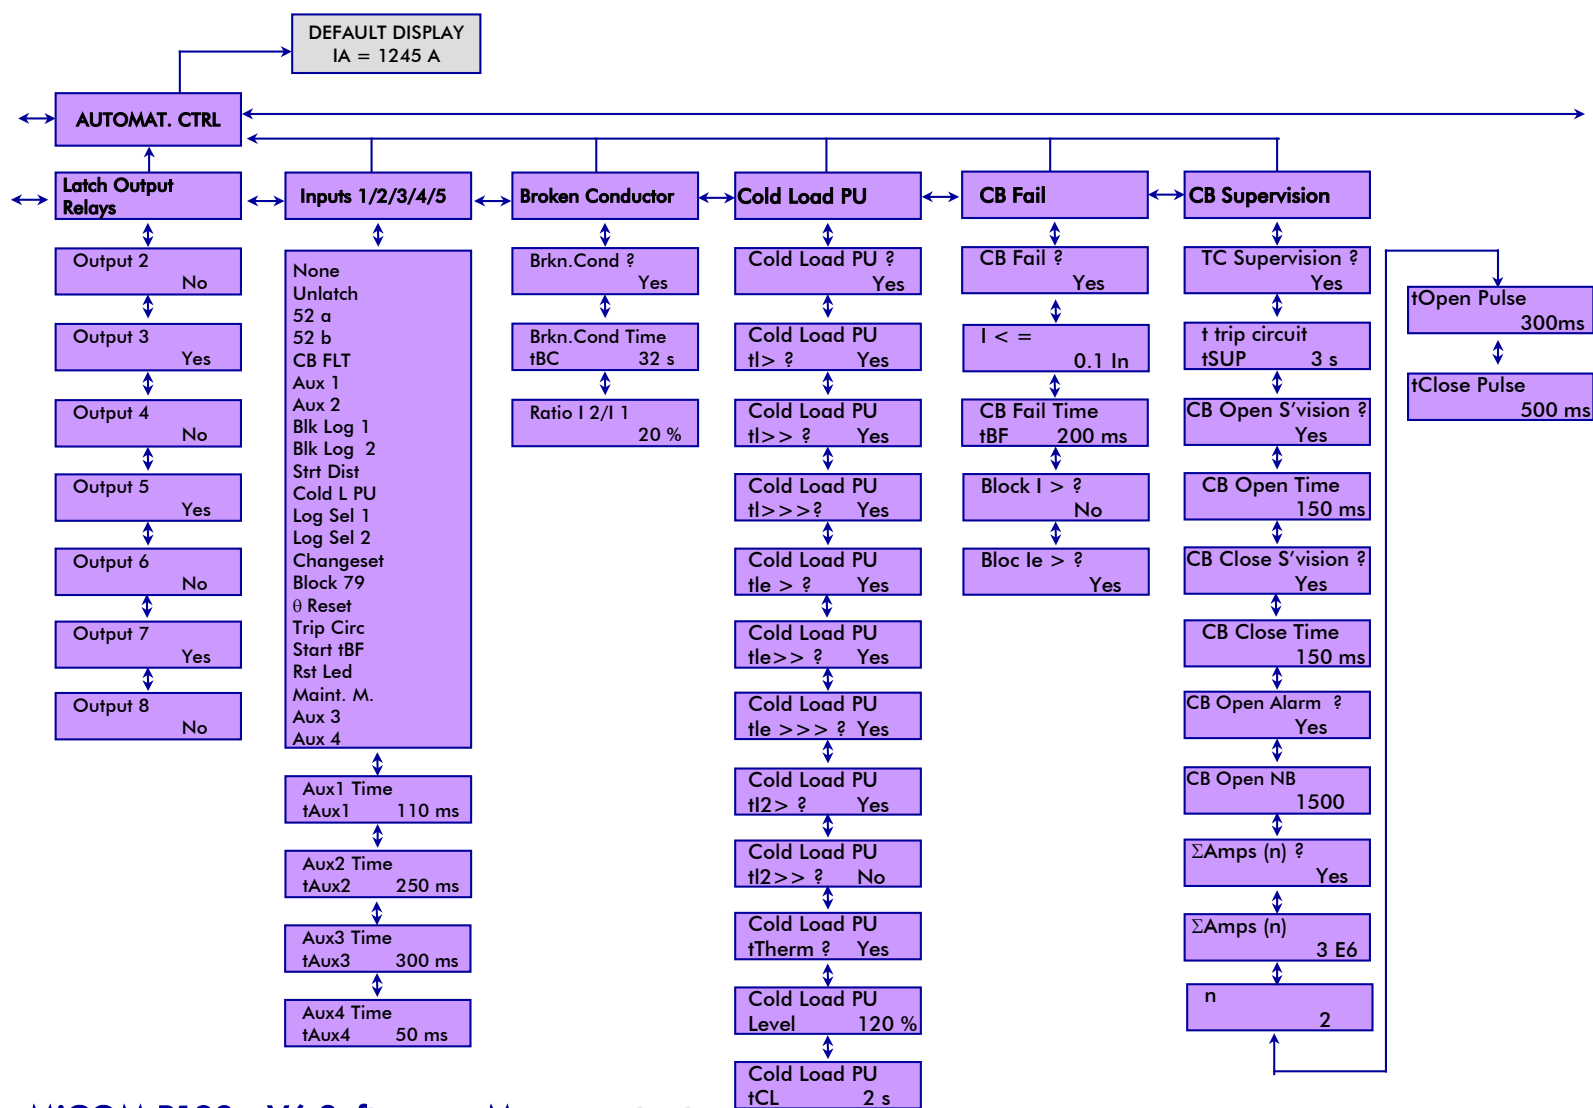 DEFAULT DISPLAY
IA = 1245 A
AUTOMAT. CTRL
Latch Output
Relays
Output 2
No
Output 3
Yes
Output 4
No
Output 5
Yes
Output 6
No
Output 7
Yes
Output 8
No
Inputs 1/2/3/4/5
None
Unlatch
52 a
52 b
CB FLT
Aux 1
Aux 2
Blk Log 1
Blk Log 2
Strt Dist
Cold L PU
Log Sel 1
Log Sel 2
Changeset
Block 79
θ Reset
Trip Circ
Start tBF
Rst Led
Maint. M.
Aux 3
Aux 4
Aux1 Time
tAux1 110 ms
Aux2 Time
tAux2 250 ms
Aux3 Time
tAux3 300 ms
Aux4 Time
tAux4 50 ms
Broken Conductor
Brkn.Cond ?
Yes
Brkn.Cond Time
tBC 32 s
Ratio I 2/I 1
20 %
Cold Load PU
Cold Load PU ?
Yes
Cold Load PU
tI> ? Yes
Cold Load PU
tI>> ? Yes
Cold Load PU
tI>>>? Yes
Cold Load PU
tIe > ? Yes
Cold Load PU
tIe>> ? Yes
Cold Load PU
tIe >>> ? Yes
Cold Load PU
tI2> ? Yes
Cold Load PU
tI2>> ? No
Cold Load PU
tTherm ? Yes
Cold Load PU
Level 120 %
Cold Load PU
tCL 2 s
CB Fail
CB Fail ?
Yes
I < =
0.1 In
CB Fail Time
tBF 200 ms
Block I > ?
No
Bloc Ie > ?
Yes
CB Supervision
TC Supervision ?
Yes
t trip circuit
tSUP 3 s
CB Open S'vision ?
Yes
CB Open Time
150 ms
CB Close S'vision ?
Yes
CB Close Time
150 ms
CB Open Alarm ?
Yes
CB Open NB
1500
ΣAmps (n) ?
Yes
ΣAmps (n)
3 E6
n
2
tOpen Pulse
300ms
tClose Pulse
500 ms